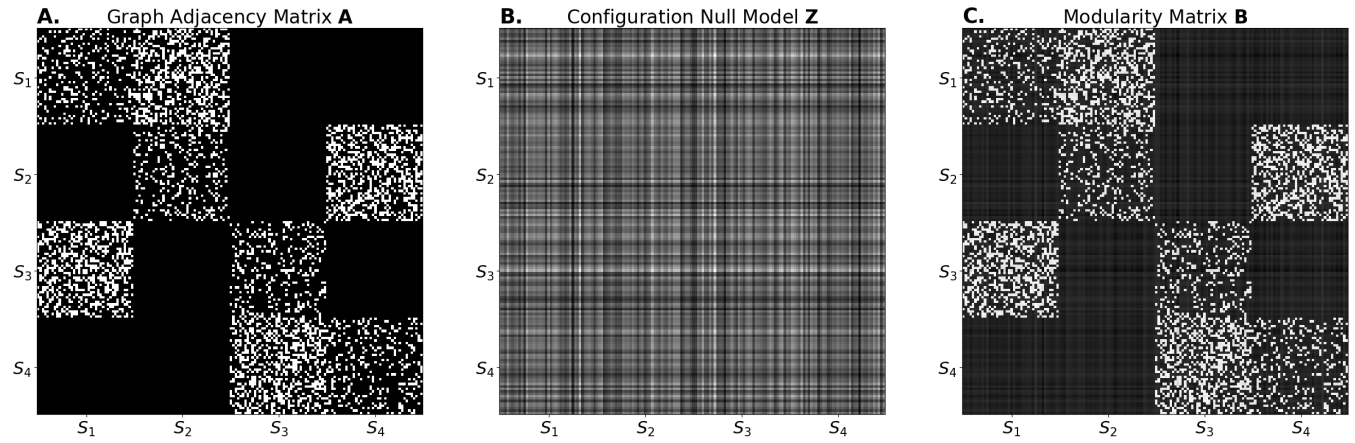 A. Graph Adjacency Matrix A
S₁
S₂
S₃
S₄
S₁ S₂ S₃ S₄
B. Configuration Null Model Z
S₁
S₂
S₃
S₄
S₁ S₂ S₃ S₄
C. Modularity Matrix B
S₁
S₂
S₃
S₄
S₁ S₂ S₃ S₄